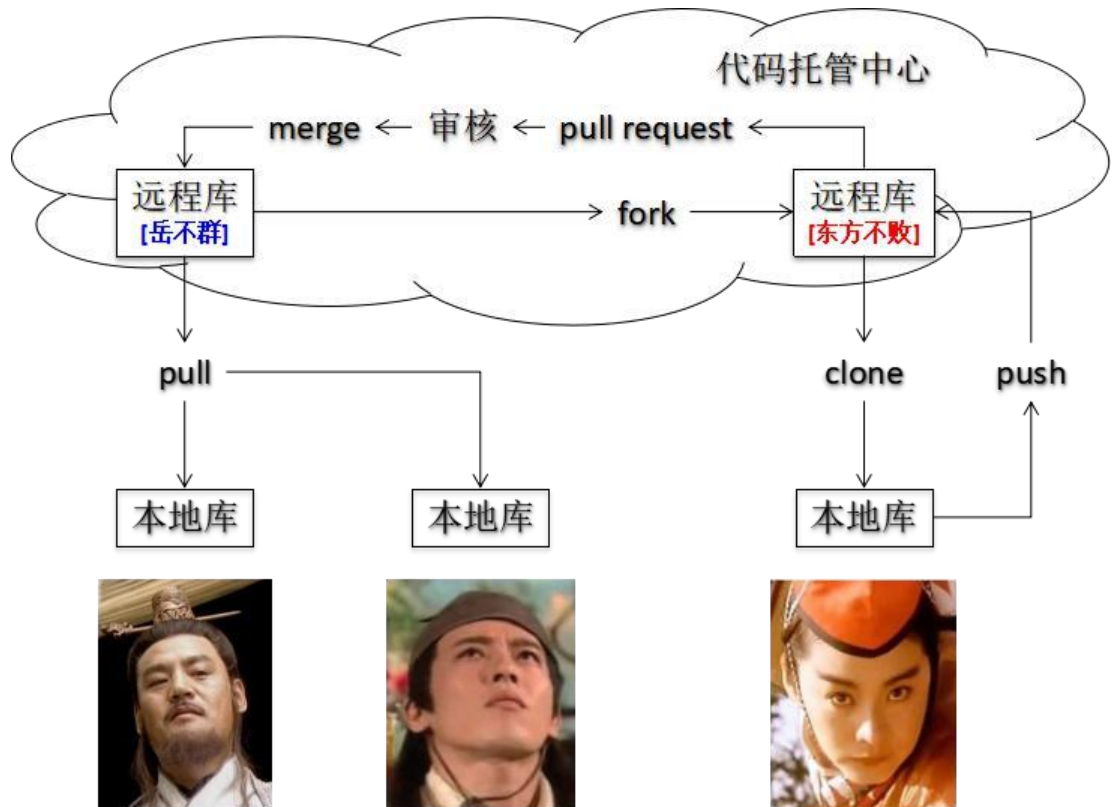 代码托管中心
merge
审核
pull request
远程库
[岳不群]
fork
远程库
[东方不败]
pull
clone
push
本地库
本地库
本地库